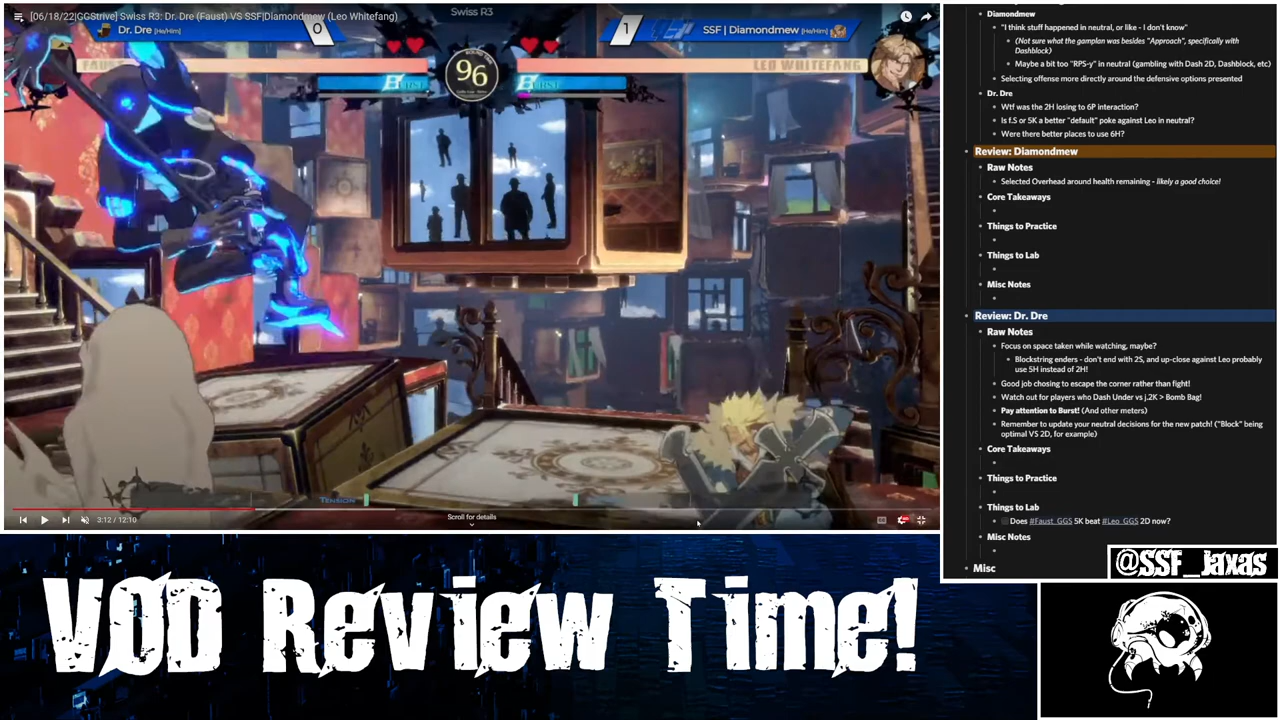 [06/18/22|GGStrive] Swiss R3: Dr. Dre (Faust) VS SSF|Diamondmew (Leo Whitefang)
Swiss R3
Dr. Dre [He/Him]
0
1
SSF | Diamondmew [He/Him]
FAUST
96
LEO WHITEFANG
BURST
BURST
TENSION
3:12 / 12:10
Scroll for details
Diamondmew
"I think stuff happened in neutral, or like - I don't know"
(Not sure what the gamplan was besides "Approach", specifically with
Dashblock)
Maybe a bit too "RPS-y" in neutral (gambling with Dash 2D, Dashblock, etc)
Selecting offense more directly around the defensive options presented
Dr. Dre
Wtf was the 2H losing to 6P interaction?
Is f.S or 5K a better "default" poke against Leo in neutral?
Were there better places to use 6H?
Review: Diamondmew
Raw Notes
Selected Overhead around health remaining - likely a good choice!
Core Takeaways
Things to Practice
Things to Lab
Misc Notes
Review: Dr. Dre
Raw Notes
Focus on space taken while watching, maybe?
Blockstring enders - don't end with 2S, and up-close against Leo probably
use 5H instead of 2H!
Good job chosing to escape the corner rather than fight!
Watch out for players who Dash Under vs j.2K > Bomb Bag!
Pay attention to Burst! (And other meters)
Remember to update your neutral decisions for the new patch! ("Block" being
optimal VS 2D, for example)
Core Takeaways
Things to Practice
Things to Lab
Does #Faust_GGS 5K beat #Leo_GGS 2D now?
Misc Notes
Misc
@SSF_Jaxas
VOD Review Time!